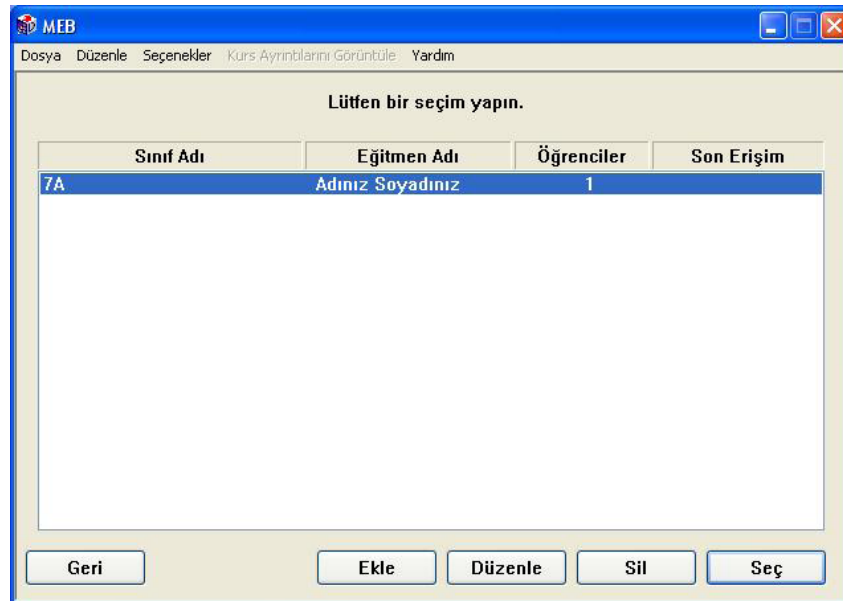 MEB
Dosya Düzenle Seçenekler Kurs Ayrıntılarını Görüntüle Yardım
Lütfen bir seçim yapın.
Sınıf Adı Eğitmen Adı Öğrenciler Son Erişim
7A Adınız Soyadınız 1
Geri Ekle Düzenle Sil Seç